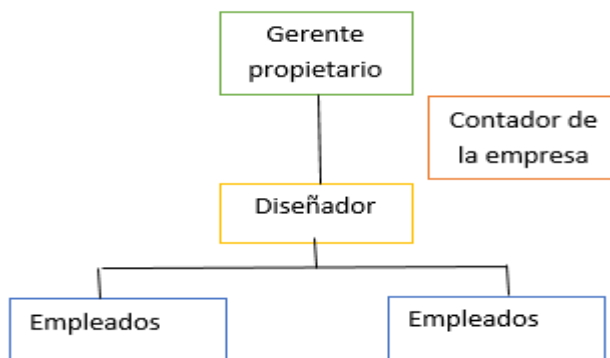 Gerente
propietario
Contador de
la empresa
Diseñador
Empleados
Empleados